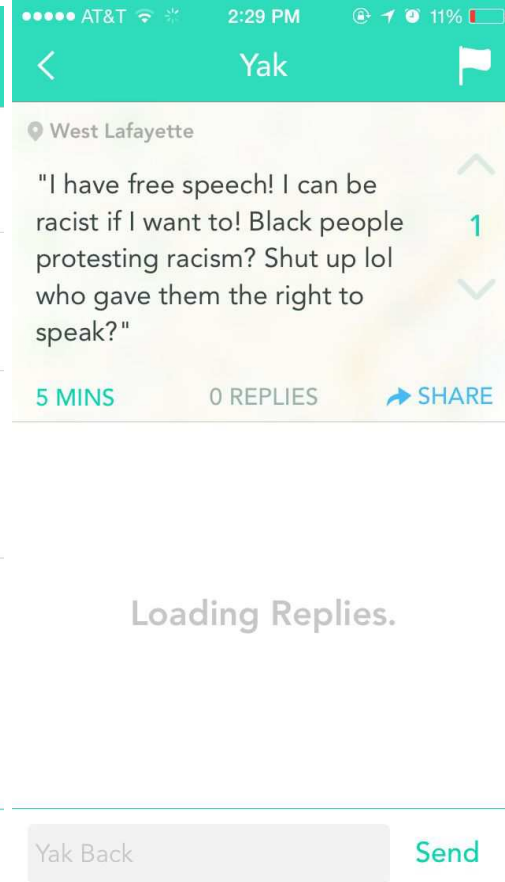 AT&T 2:29 PM 11%
Yak
West Lafayette
"I have free speech! I can be
racist if I want to! Black people
protesting racism? Shut up lol
who gave them the right to
speak?"
1
5 MINS 0 REPLIES SHARE
Loading Replies.
Yak Back Send